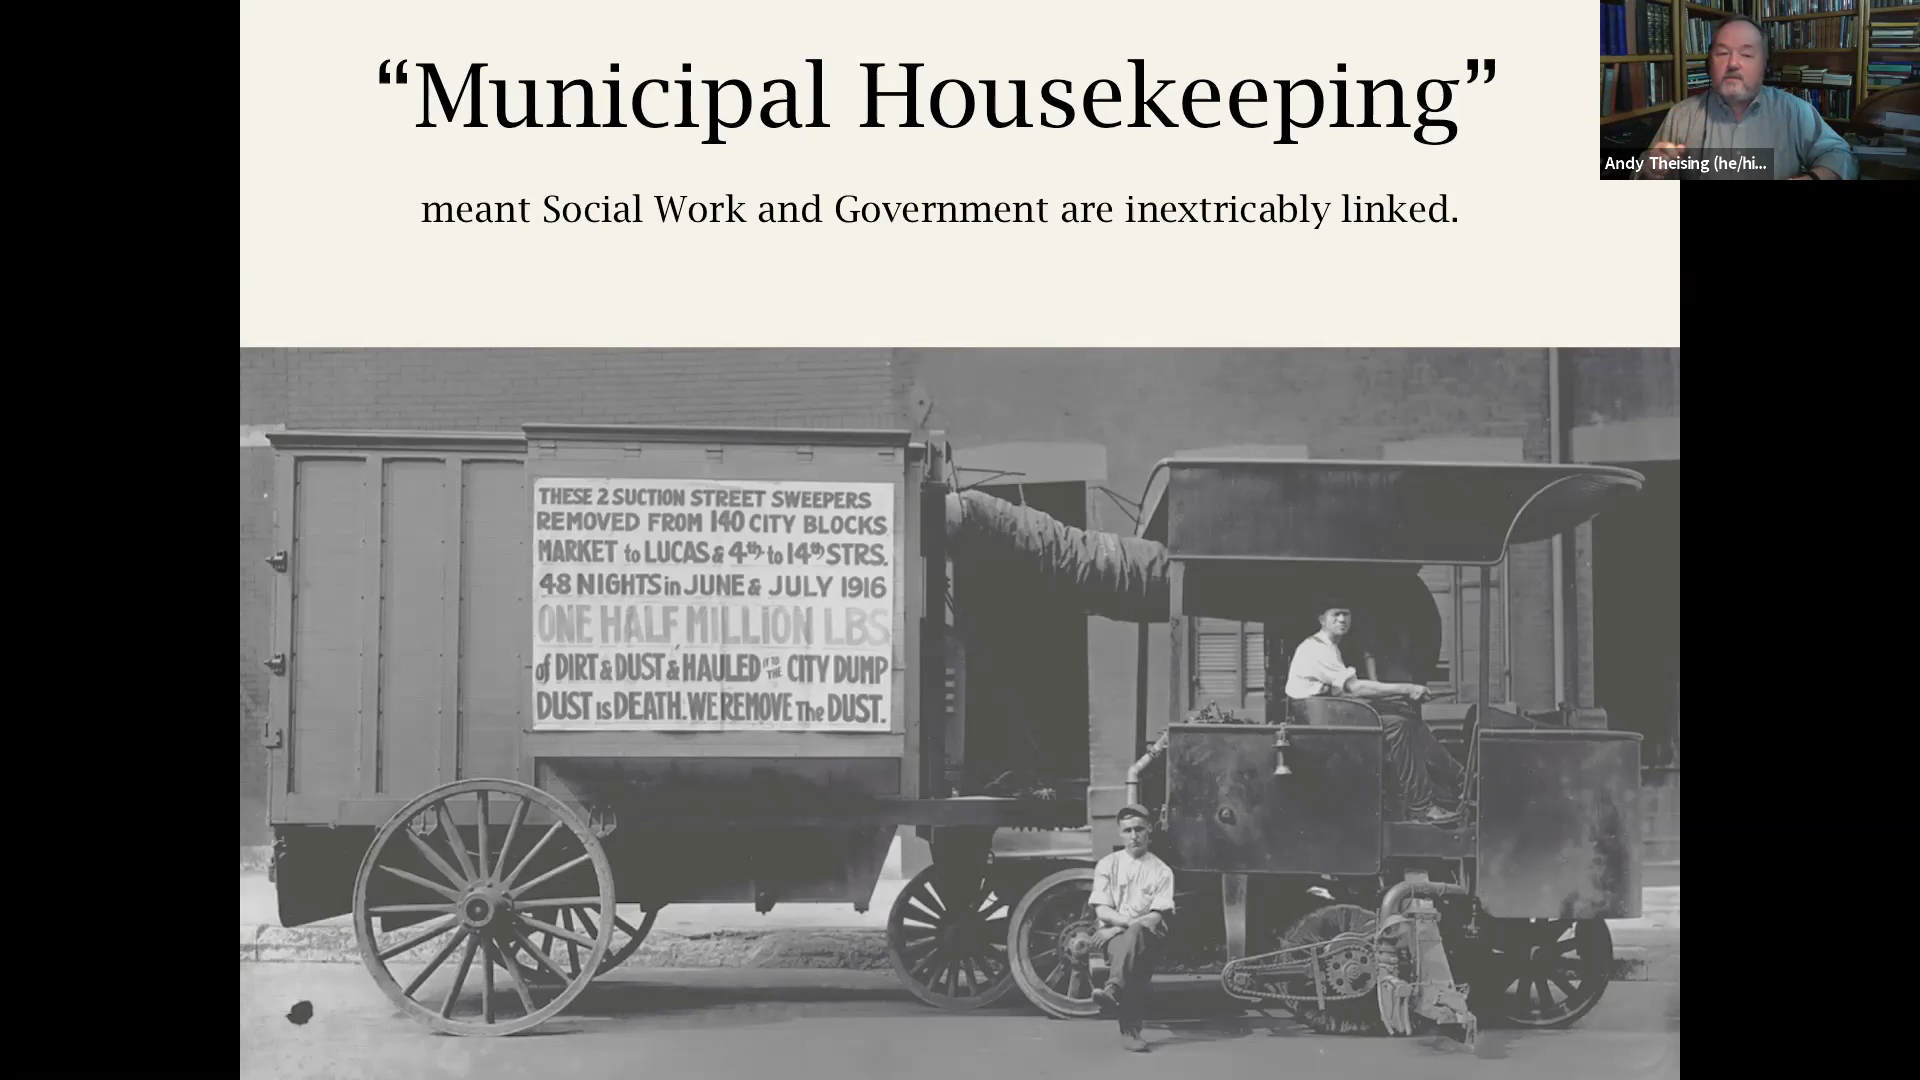 “Municipal Housekeeping”
meant Social Work and Government are inextricably linked.
Andy Theising (he/hi...
THESE 2 SUCTION STREET SWEEPERS
REMOVED FROM 140 CITY BLOCKS
MARKET to LUCAS & 4th to 14th STRS.
48 NIGHTS in JUNE & JULY 1916
ONE HALF MILLION LBS
of DIRT & DUST & HAULED IT TO THE CITY DUMP
DUST is DEATH. WE REMOVE The DUST.